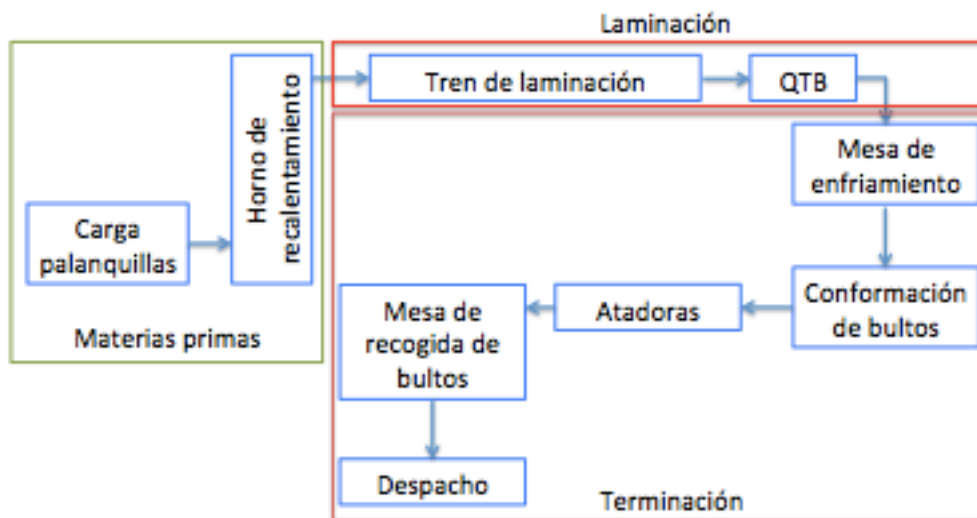 Laminación
Tren de laminación
QTB
Horno de
recalentamiento
Carga
palanquillas
Materias primas
Mesa de
enfriamiento
Conformación
de bultos
Atadoras
Mesa de
recogida de
bultos
Despacho
Terminación